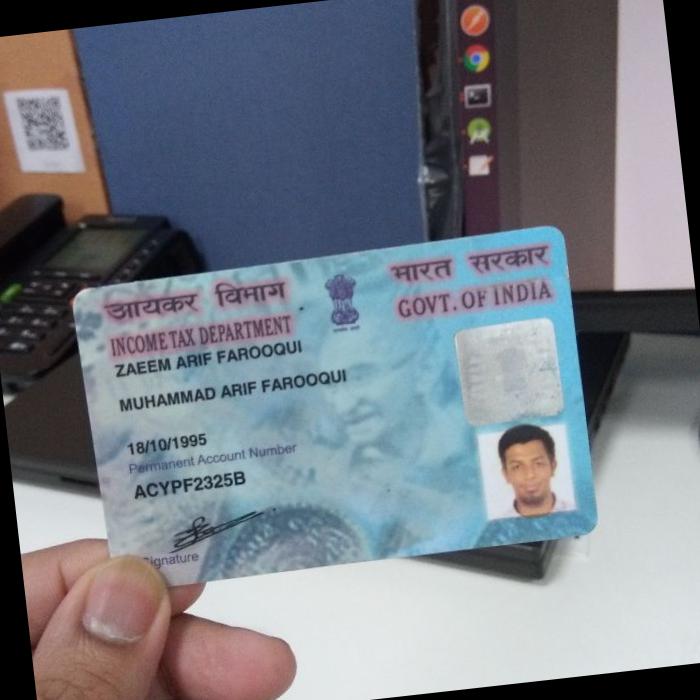 आयकर विभाग
भारत सरकार
INCOME TAX DEPARTMENT
GOVT. OF INDIA
ZAEEM ARIF FAROOQUI
MUHAMMAD ARIF FAROOQUI
18/10/1995
Permanent Account Number
ACYPF2325B
Signature